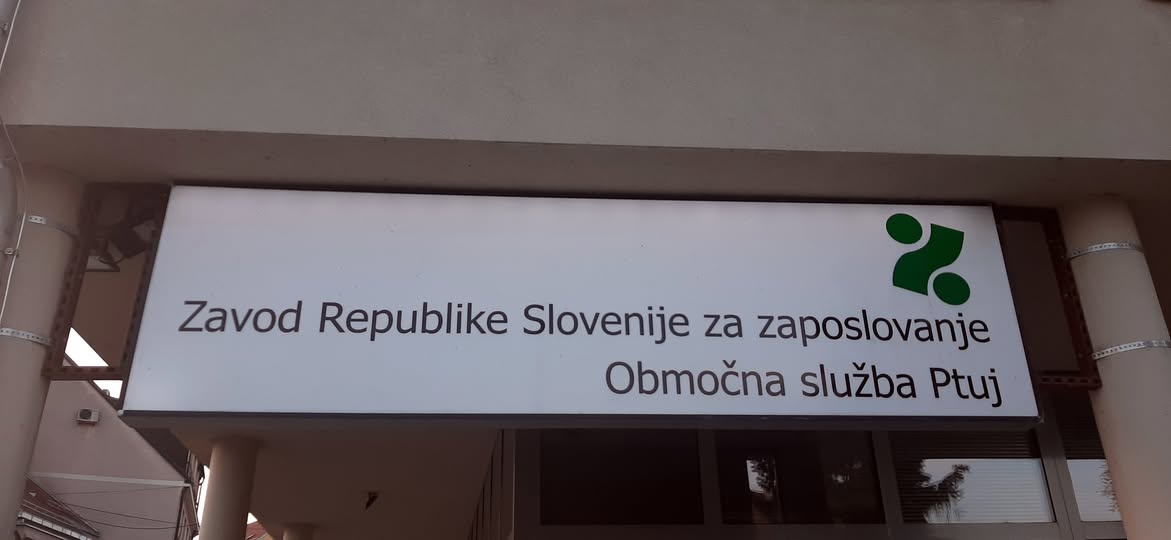 Zavod Republike Slovenije za zaposlovanje
Območna služba Ptuj